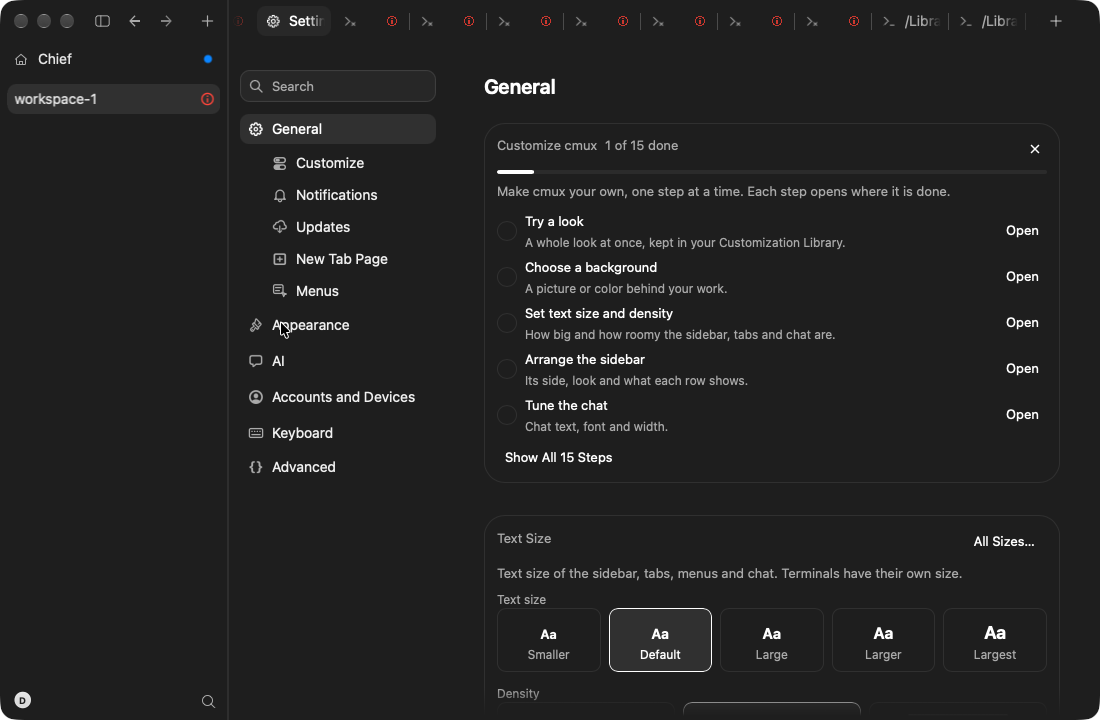 Settin
/Libra
/Libra
Chief
workspace-1
D
Search
General
Customize
Notifications
Updates
New Tab Page
Menus
Appearance
AI
Accounts and Devices
Keyboard
Advanced
General
Customize cmux 1 of 15 done
Make cmux your own, one step at a time. Each step opens where it is done.
Try a look
A whole look at once, kept in your Customization Library.
Open
Choose a background
A picture or color behind your work.
Open
Set text size and density
How big and how roomy the sidebar, tabs and chat are.
Open
Arrange the sidebar
Its side, look and what each row shows.
Open
Tune the chat
Chat text, font and width.
Open
Show All 15 Steps
Text Size
All Sizes...
Text size of the sidebar, tabs, menus and chat. Terminals have their own size.
Text size
Aa
Smaller
Aa
Default
Aa
Large
Aa
Larger
Aa
Largest
Density